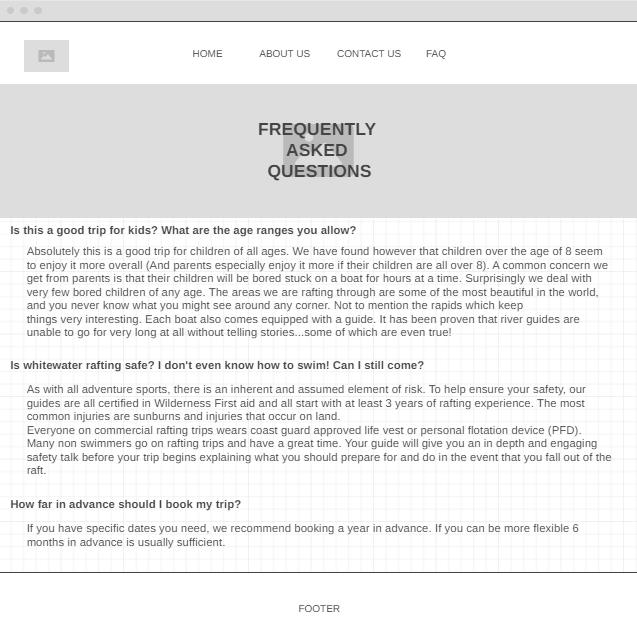 HOME ABOUT US CONTACT US FAQ
FREQUENTLY
ASKED
QUESTIONS
Is this a good trip for kids? What are the age ranges you allow?
Absolutely this is a good trip for children of all ages. We have found however that children over the age of 8 seem
to enjoy it more overall (And parents especially enjoy it more if their children are all over 8). A common concern we
get from parents is that their children will be bored stuck on a boat for hours at a time. Surprisingly we deal with
very few bored children of any age. The areas we are rafting through are some of the most beautiful in the world,
and you never know what you might see around any corner. Not to mention the rapids which keep
things very interesting. Each boat also comes equipped with a guide. It has been proven that river guides are
unable to go for very long at all without telling stories...some of which are even true!
Is whitewater rafting safe? I don't even know how to swim! Can I still come?
As with all adventure sports, there is an inherent and assumed element of risk. To help ensure your safety, our
guides are all certified in Wilderness First aid and all start with at least 3 years of rafting experience. The most
common injuries are sunburns and injuries that occur on land.
Everyone on commercial rafting trips wears coast guard approved life vest or personal flotation device (PFD).
Many non swimmers go on rafting trips and have a great time. Your guide will give you an in depth and engaging
safety talk before your trip begins explaining what you should prepare for and do in the event that you fall out of the
raft.
How far in advance should I book my trip?
If you have specific dates you need, we recommend booking a year in advance. If you can be more flexible 6
months in advance is usually sufficient.
FOOTER